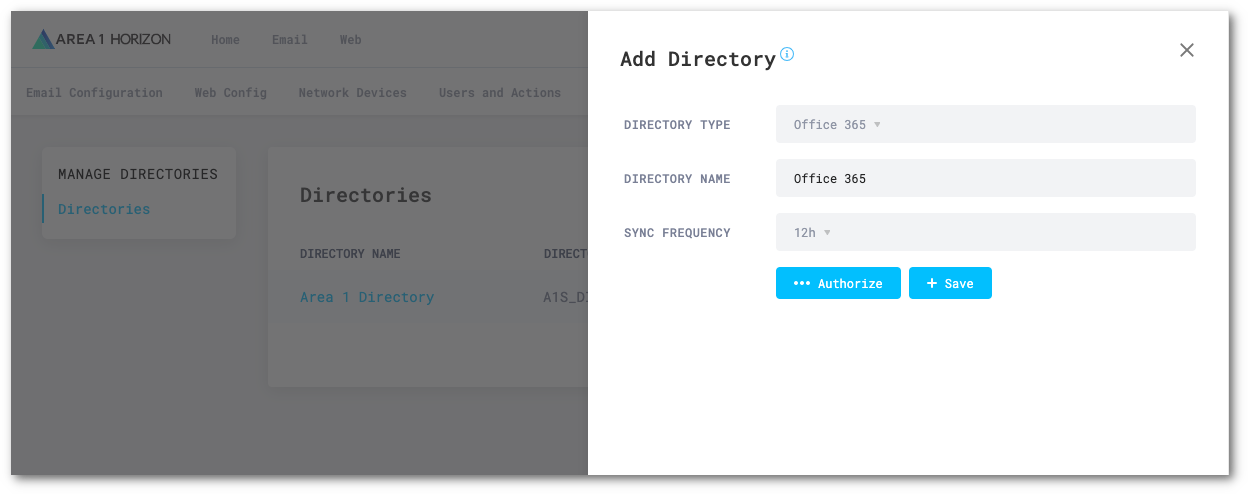 AREA 1 HORIZON
Home Email Web
Email Configuration Web Config Network Devices Users and Actions
MANAGE DIRECTORIES
Directories
Directories
DIRECTORY NAME DIRECT
Area 1 Directory A1S_DI
Add Directory
DIRECTORY TYPE Office 365
DIRECTORY NAME Office 365
SYNC FREQUENCY 12h
••• Authorize + Save